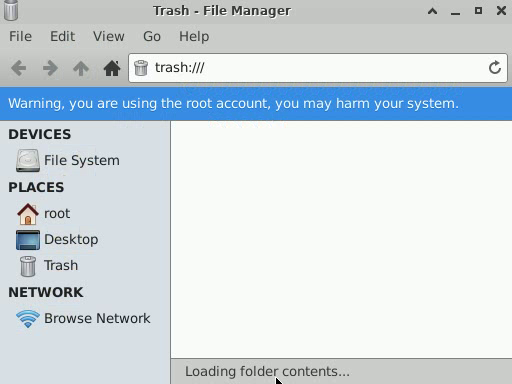 Trash - File Manager
File Edit View Go Help
trash:///
Warning, you are using the root account, you may harm your system.
DEVICES
File System
PLACES
root
Desktop
Trash
NETWORK
Browse Network
Loading folder contents...